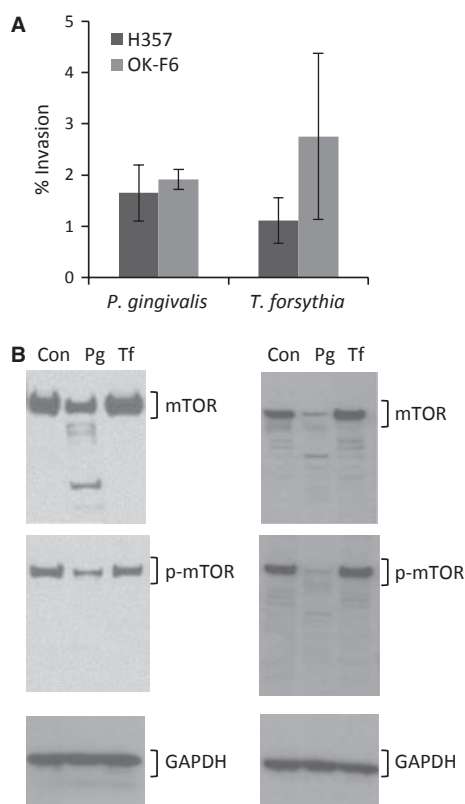 A
H357
OK-F6
5
4
3
2
1
0
% Invasion
P. gingivalis T. forsythia
B
Con Pg Tf Con Pg Tf
mTOR mTOR
p-mTOR p-mTOR
GAPDH GAPDH